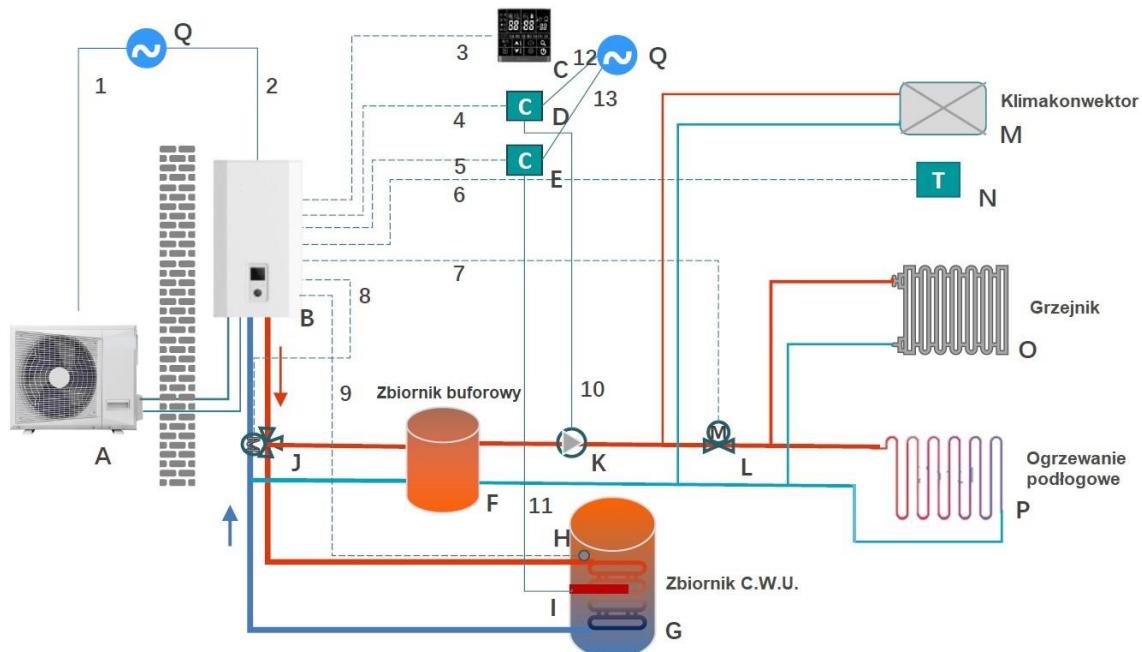 Q
1
2
3
C
12
Q
13
C
D
4
C
E
5
6
Klimakonwektor
M
T
N
7
8
B
Grzejnik
O
A
9
Zbiornik buforowy
10
M
J
F
K
M
L
Ogrzewanie
podłogowe
P
11
H
I
Zbiornik C.W.U.
G